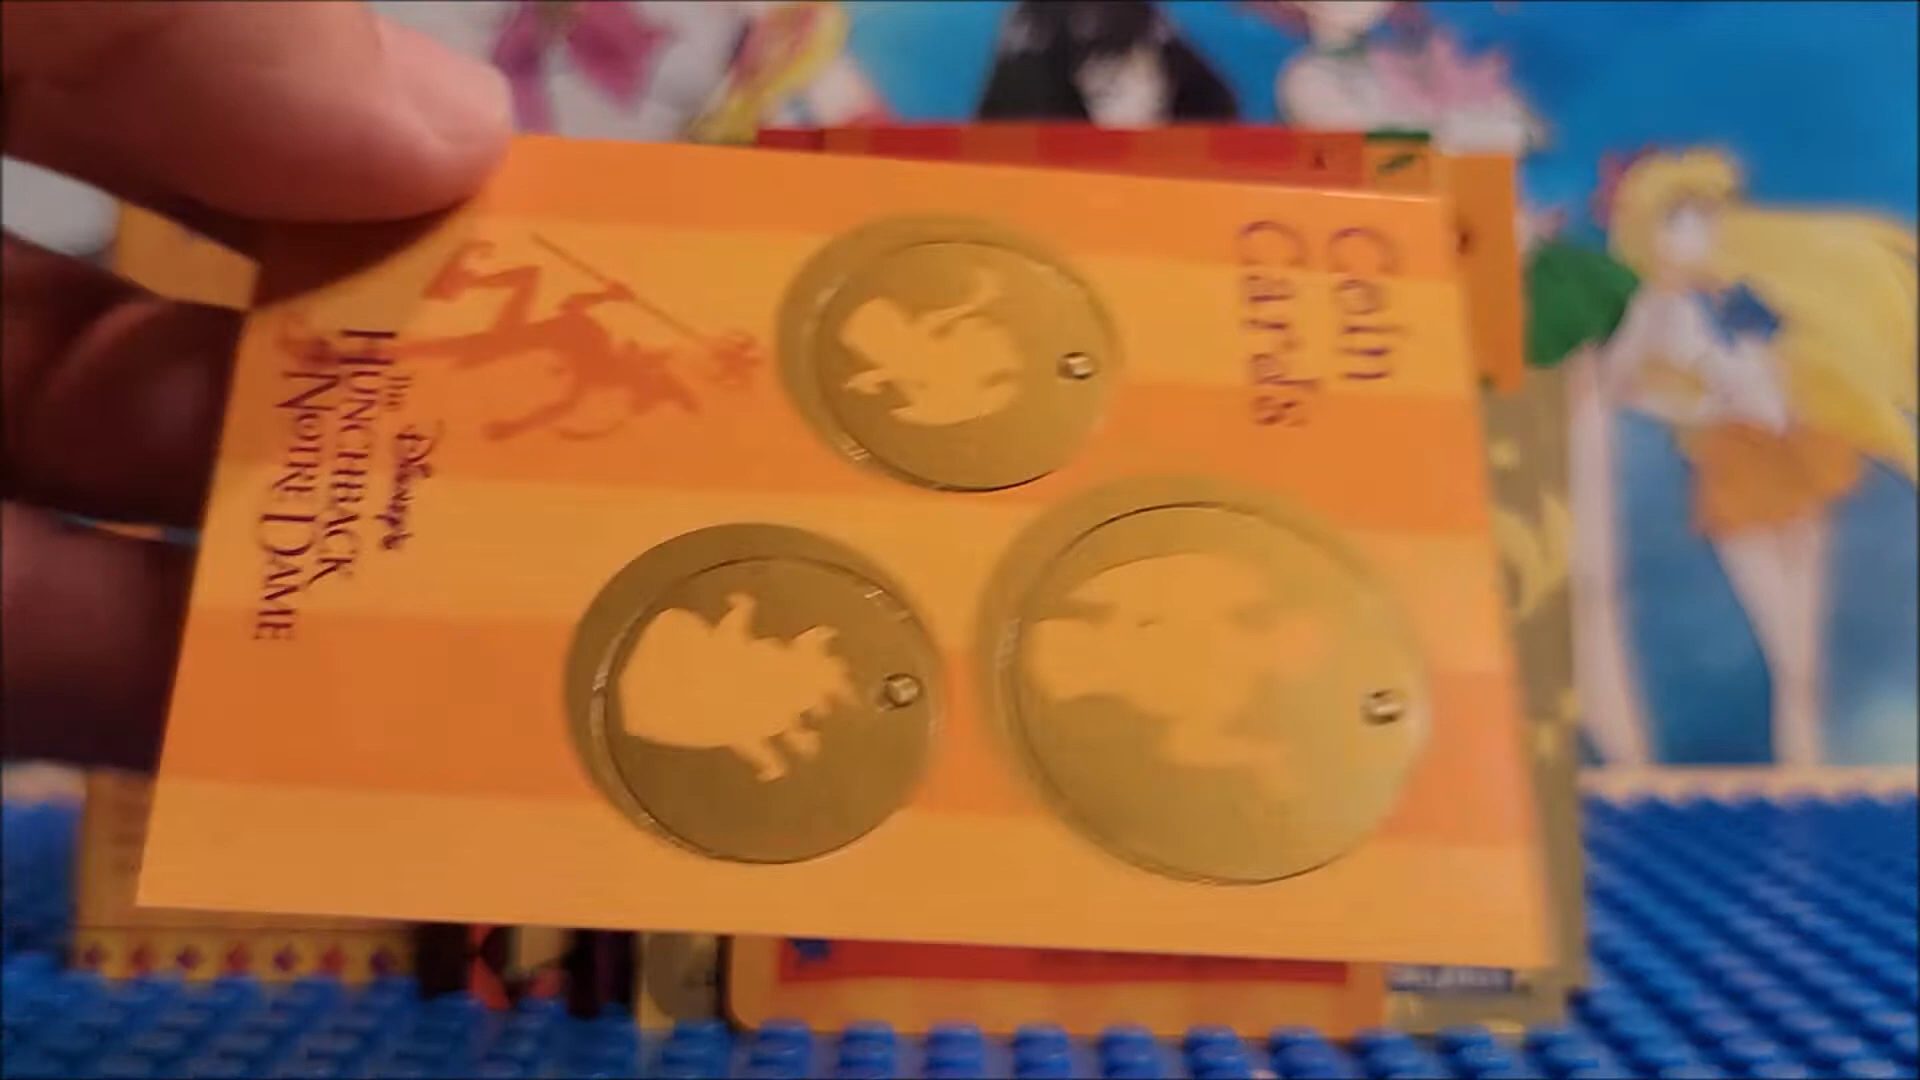 Coin
Cards
Disney's
THE
HUNCHBACK
of NOTRE DAME